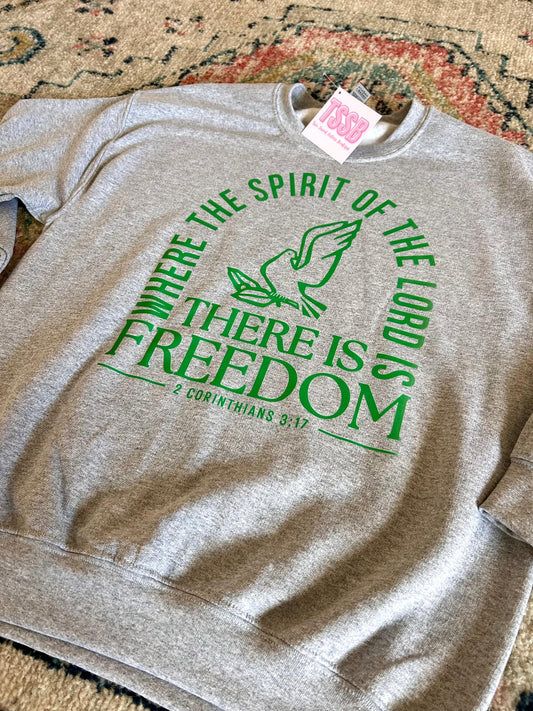 TSSB
WHERE THE SPIRIT OF THE LORD IS
THERE IS
FREEDOM
2 CORINTHIANS 3:17